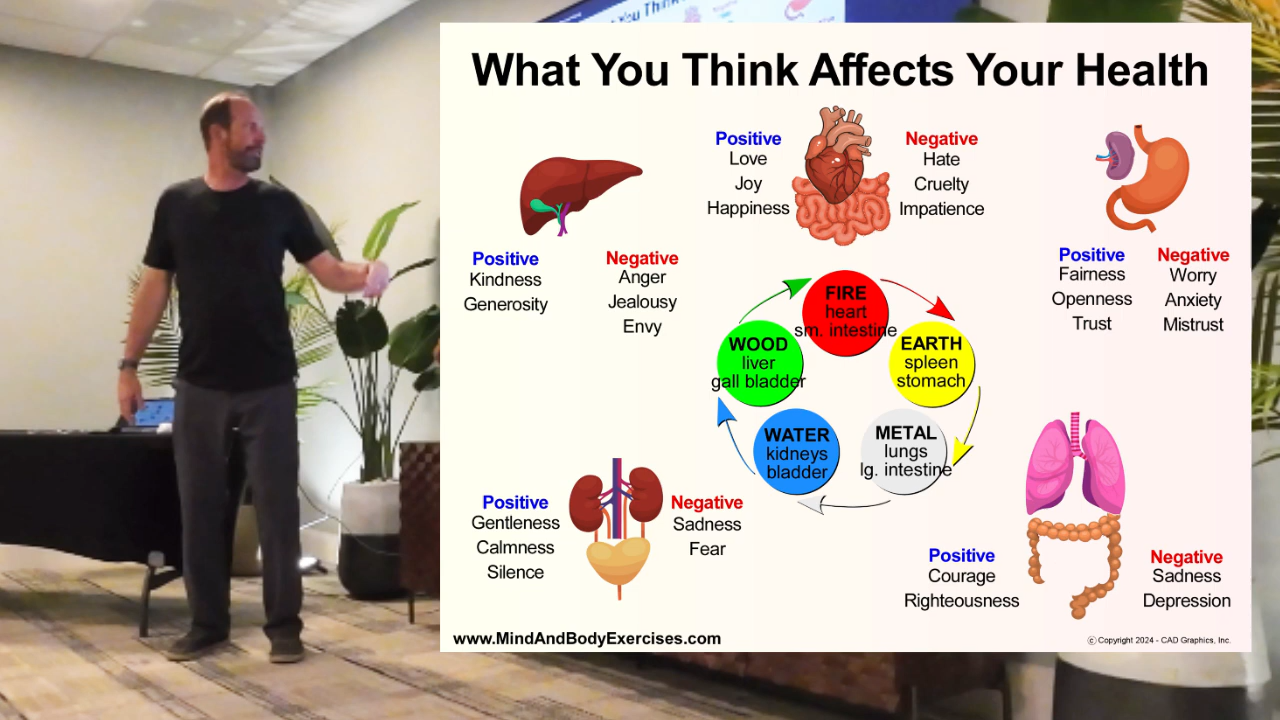 What You Think Affects Your Health
Positive
Love
Joy
Happiness
Negative
Hate
Cruelty
Impatience
Positive
Kindness
Generosity
Negative
Anger
Jealousy
Envy
Positive
Fairness
Openness
Trust
Negative
Worry
Anxiety
Mistrust
FIRE
heart
sm. intestine
WOOD
liver
gall bladder
EARTH
spleen
stomach
WATER
kidneys
bladder
METAL
lungs
lg. intestine
Positive
Gentleness
Calmness
Silence
Negative
Sadness
Fear
Positive
Courage
Righteousness
Negative
Sadness
Depression
www.MindAndBodyExercises.com
© Copyright 2024 - CAD Graphics, Inc.